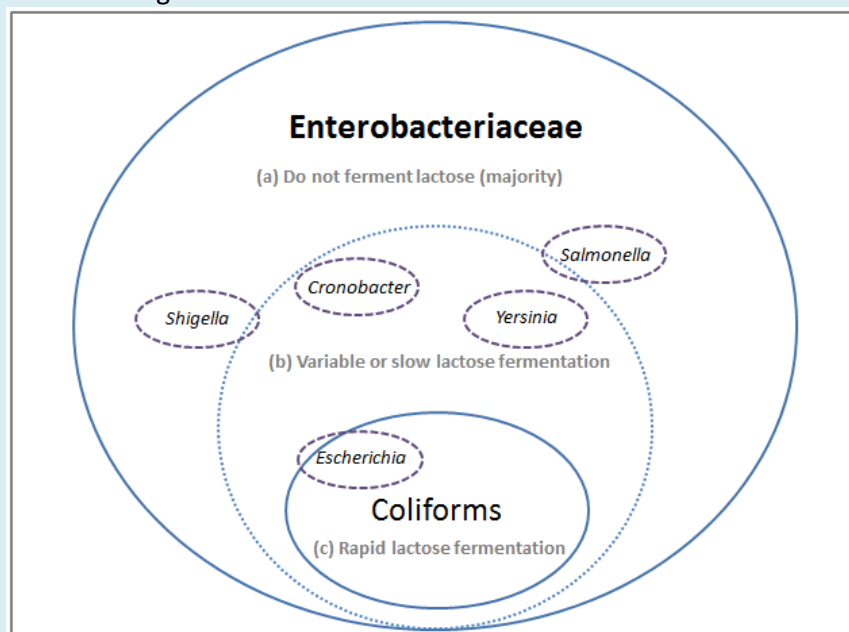 Enterobacteriaceae
(a) Do not ferment lactose (majority)
Salmonella
Cronobacter
Shigella
Yersinia
(b) Variable or slow lactose fermentation
Escherichia
Coliforms
(c) Rapid lactose fermentation